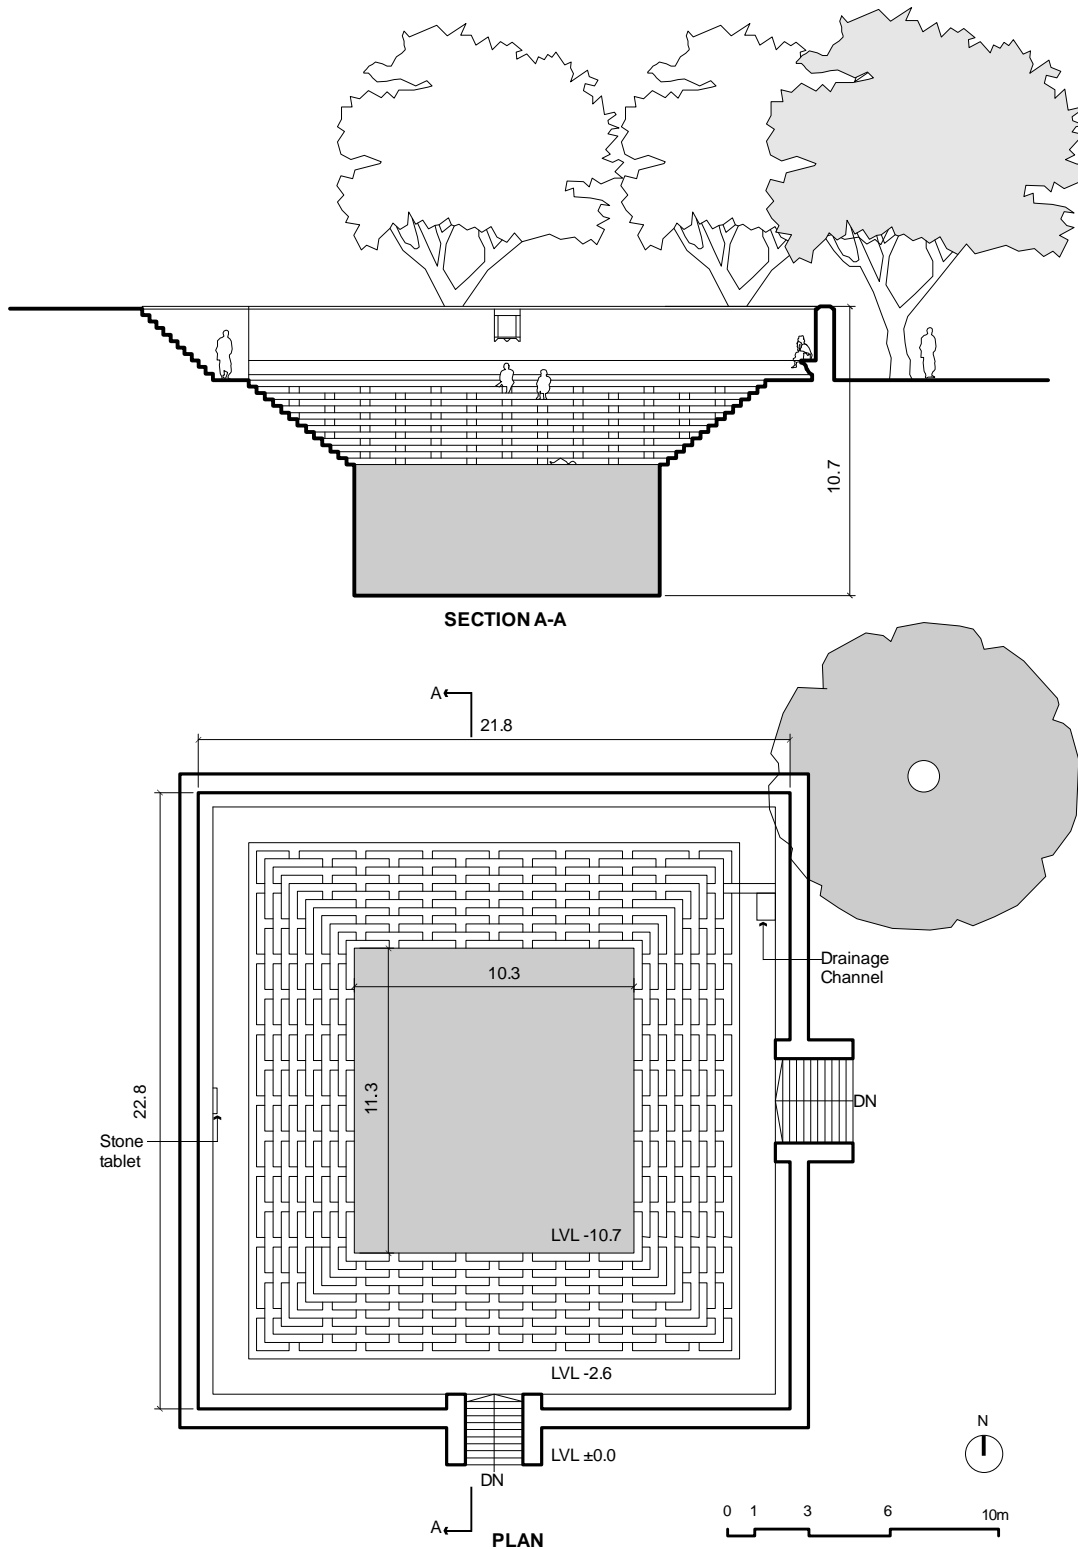 10.7
SECTION A-A
A
21.8
Drainage
Channel
10.3
11.3
22.8
DN
Stone
tablet
LVL -10.7
LVL -2.6
LVL ±0.0
DN
N
0 1 3 6 10m
A
PLAN